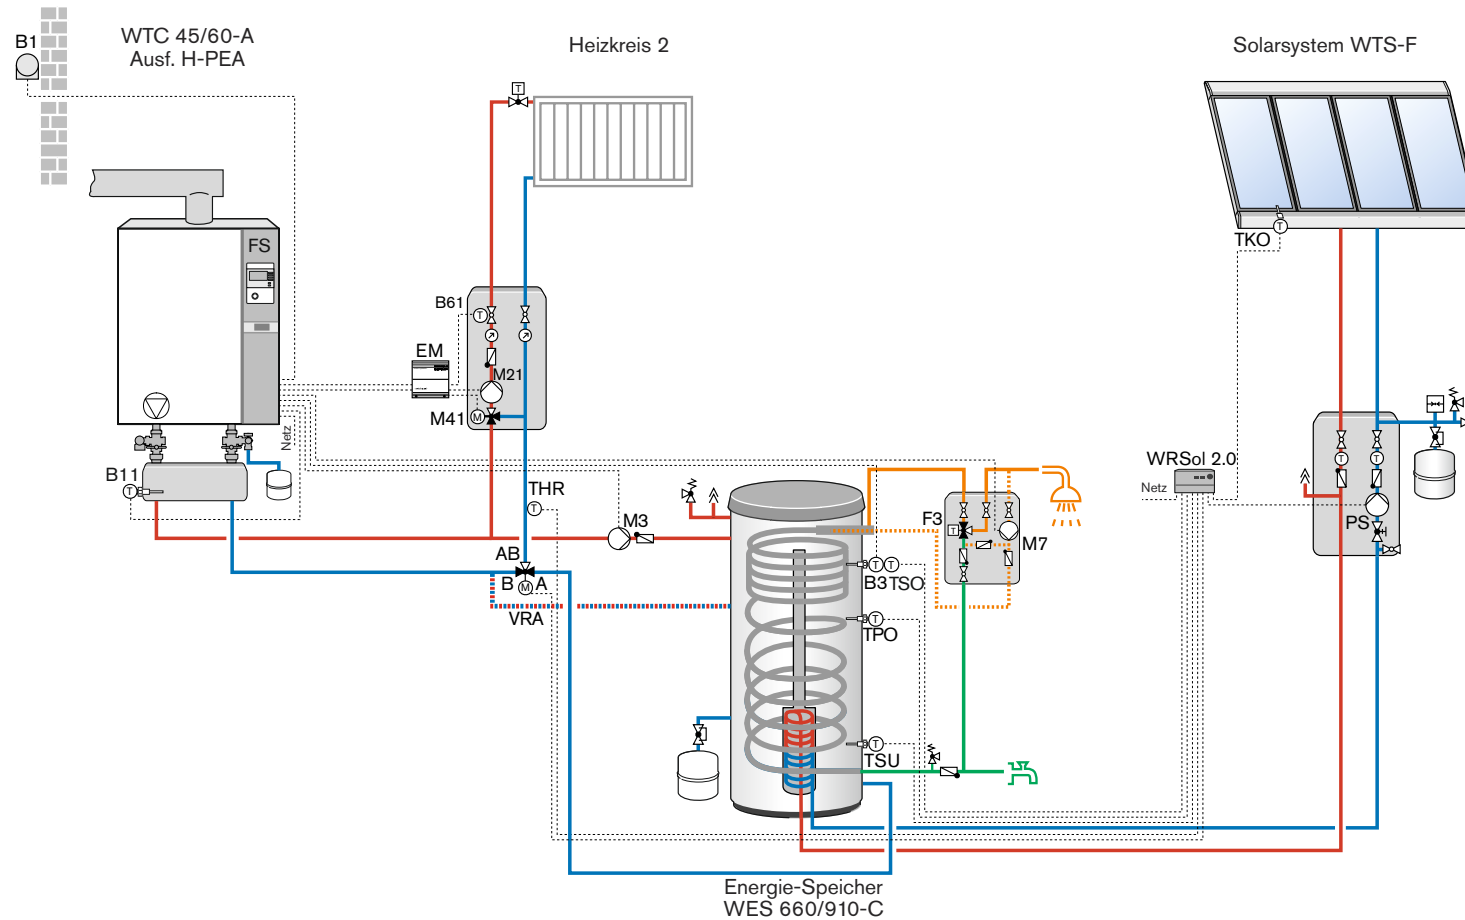 WTC 45/60-A
Ausf. H-PEA
Heizkreis 2
Solarsystem WTS-F
B1
FS
TKO
T
T
B61
T
EM
M21
M41
M
Netz
B11
T
THR
T
M3
AB
B
A
M
VRA
F3
T
M7
B3
TSO
T
T
TPO
T
TSU
T
WRSol 2.0
Netz
T
T
PS
Energie-Speicher
WES 660/910-C